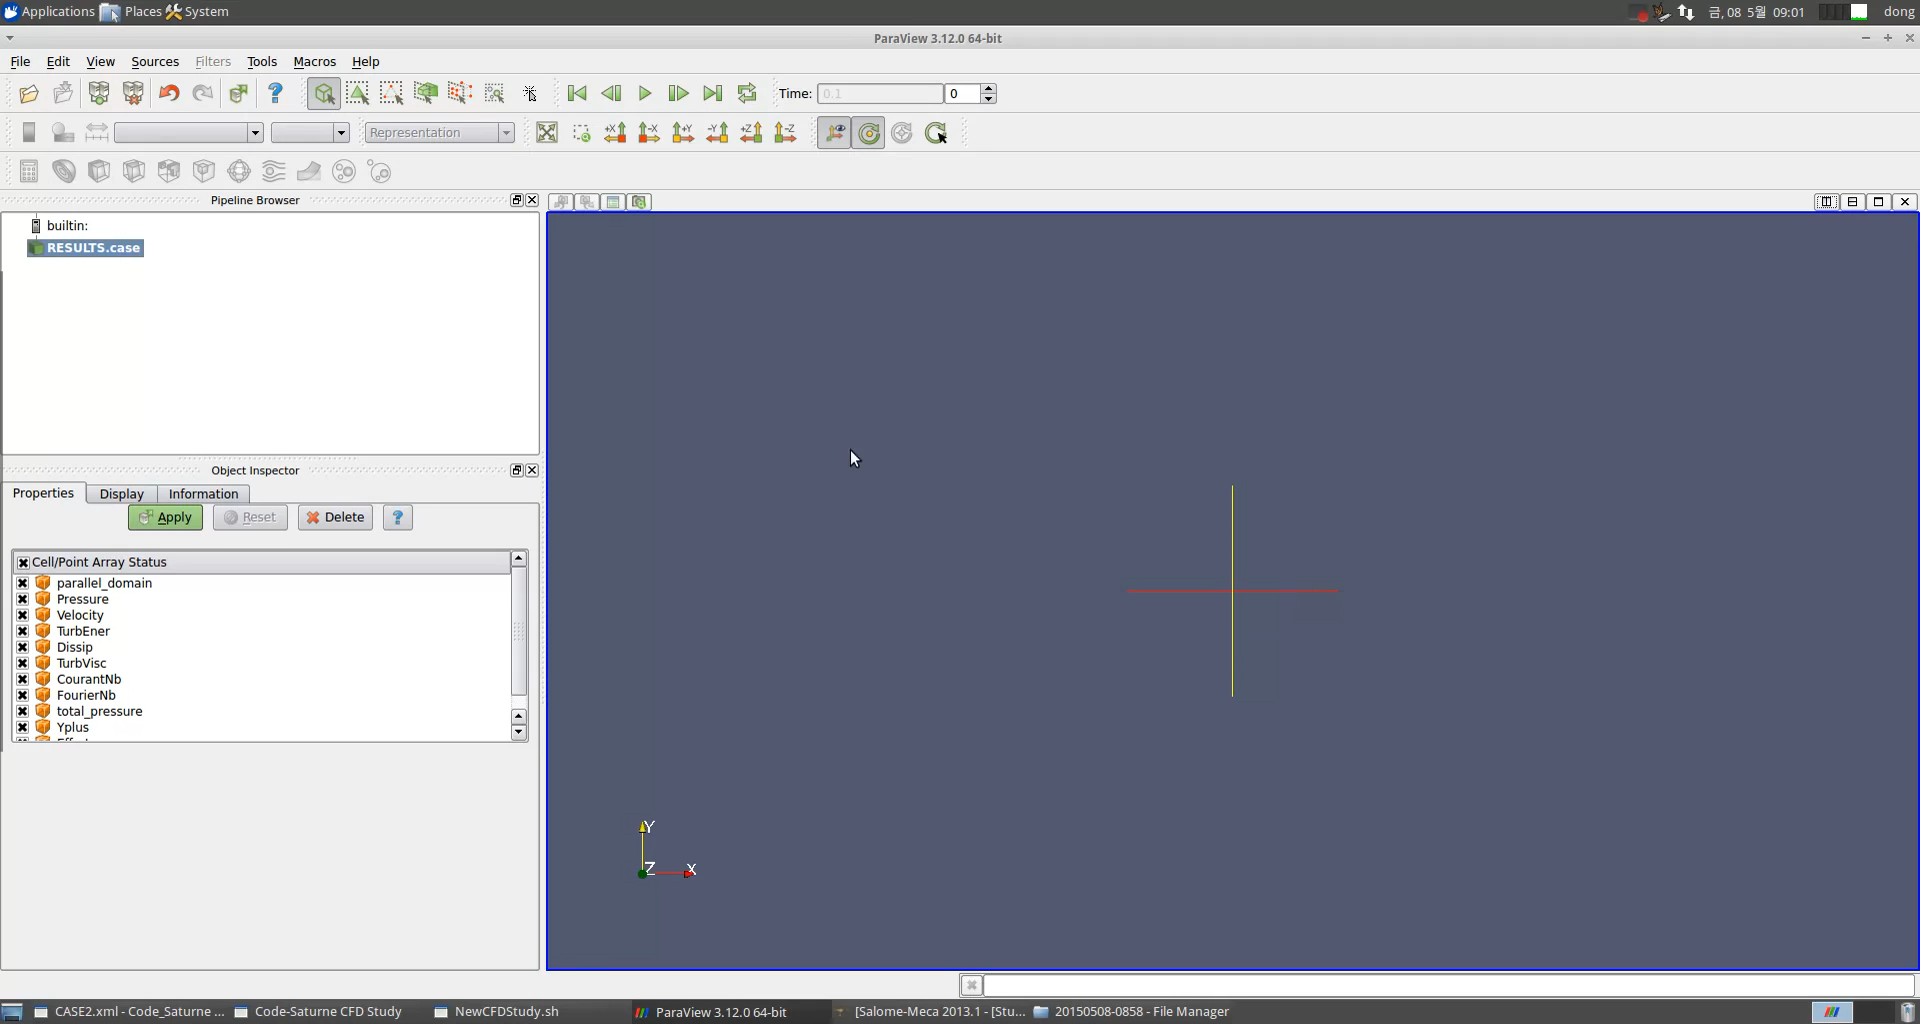 Applications Places System 금, 08 5월 09:01 dong
ParaView 3.12.0 64-bit
File Edit View Sources Filters Tools Macros Help
Time: 0.1 0
+X -X +Y -Y +Z -Z
Representation
Pipeline Browser
builtin:
RESULTS.case
Object Inspector
Properties Display Information
Apply Reset Delete ?
Cell/Point Array Status
parallel_domain
Pressure
Velocity
TurbEner
Dissip
TurbVisc
CourantNb
FourierNb
total_pressure
Yplus
Y
Z X
CASE2.xml - Code_Saturne ... Code-Saturne CFD Study NewCFDStudy.sh ParaView 3.12.0 64-bit [Salome-Meca 2013.1 - [Stu... 20150508-0858 - File Manager